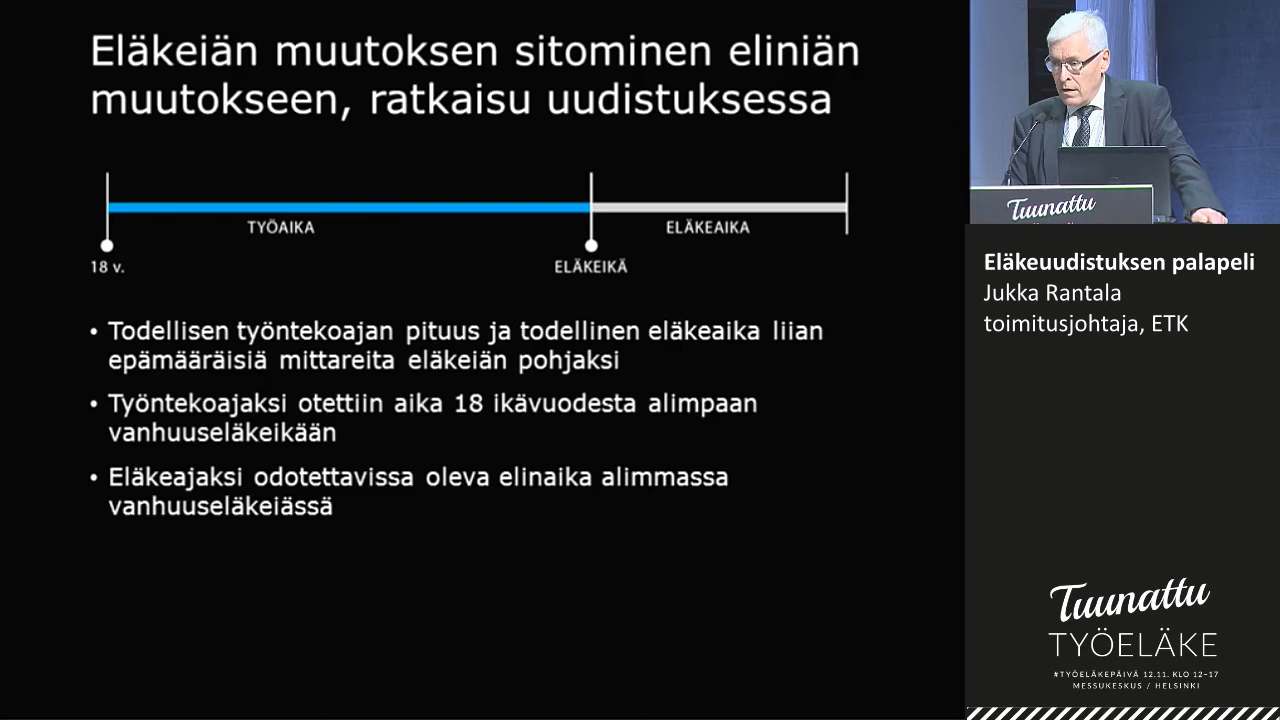 Eläkeiän muutoksen sitominen eliniän
muutokseen, ratkaisu uudistuksessa
TYÖAIKA
ELÄKEAIKA
18 v.
ELÄKEIKÄ
• Todellisen työntekoajan pituus ja todellinen eläkeaika liian
epämääräisiä mittareita eläkeiän pohjaksi
• Työntekoajaksi otettiin aika 18 ikävuodesta alimpaan
vanhuuseläkeikään
• Eläkeajaksi odotettavissa oleva elinaika alimmassa
vanhuuseläkeiässä
Tuunattu
Eläkeuudistuksen palapeli
Jukka Rantala
toimitusjohtaja, ETK
Tuunattu
TYÖELÄKE
#TYÖELÄKEPÄIVÄ 12.11. KLO 12–17
MESSUKESKUS / HELSINKI